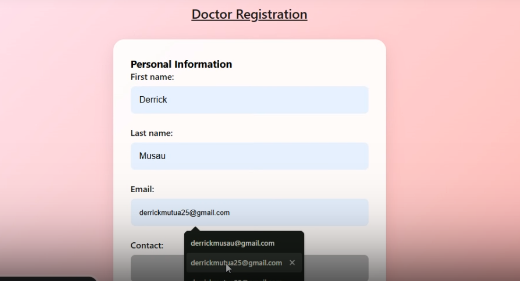 Doctor Registration
Personal Information
First name:
Derrick
Last name:
Musau
Email:
derrickmutua25@gmail.com
derrickmusau@gmail.com
Contact:
derrickmutua25@gmail.com ×